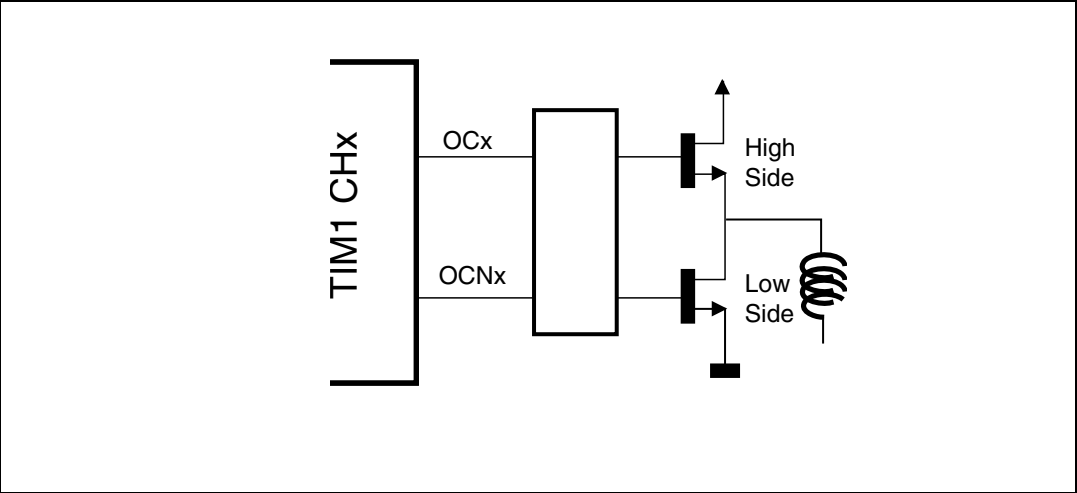 TIM1 CHx
OCx
OCNx
High
Side
Low
Side